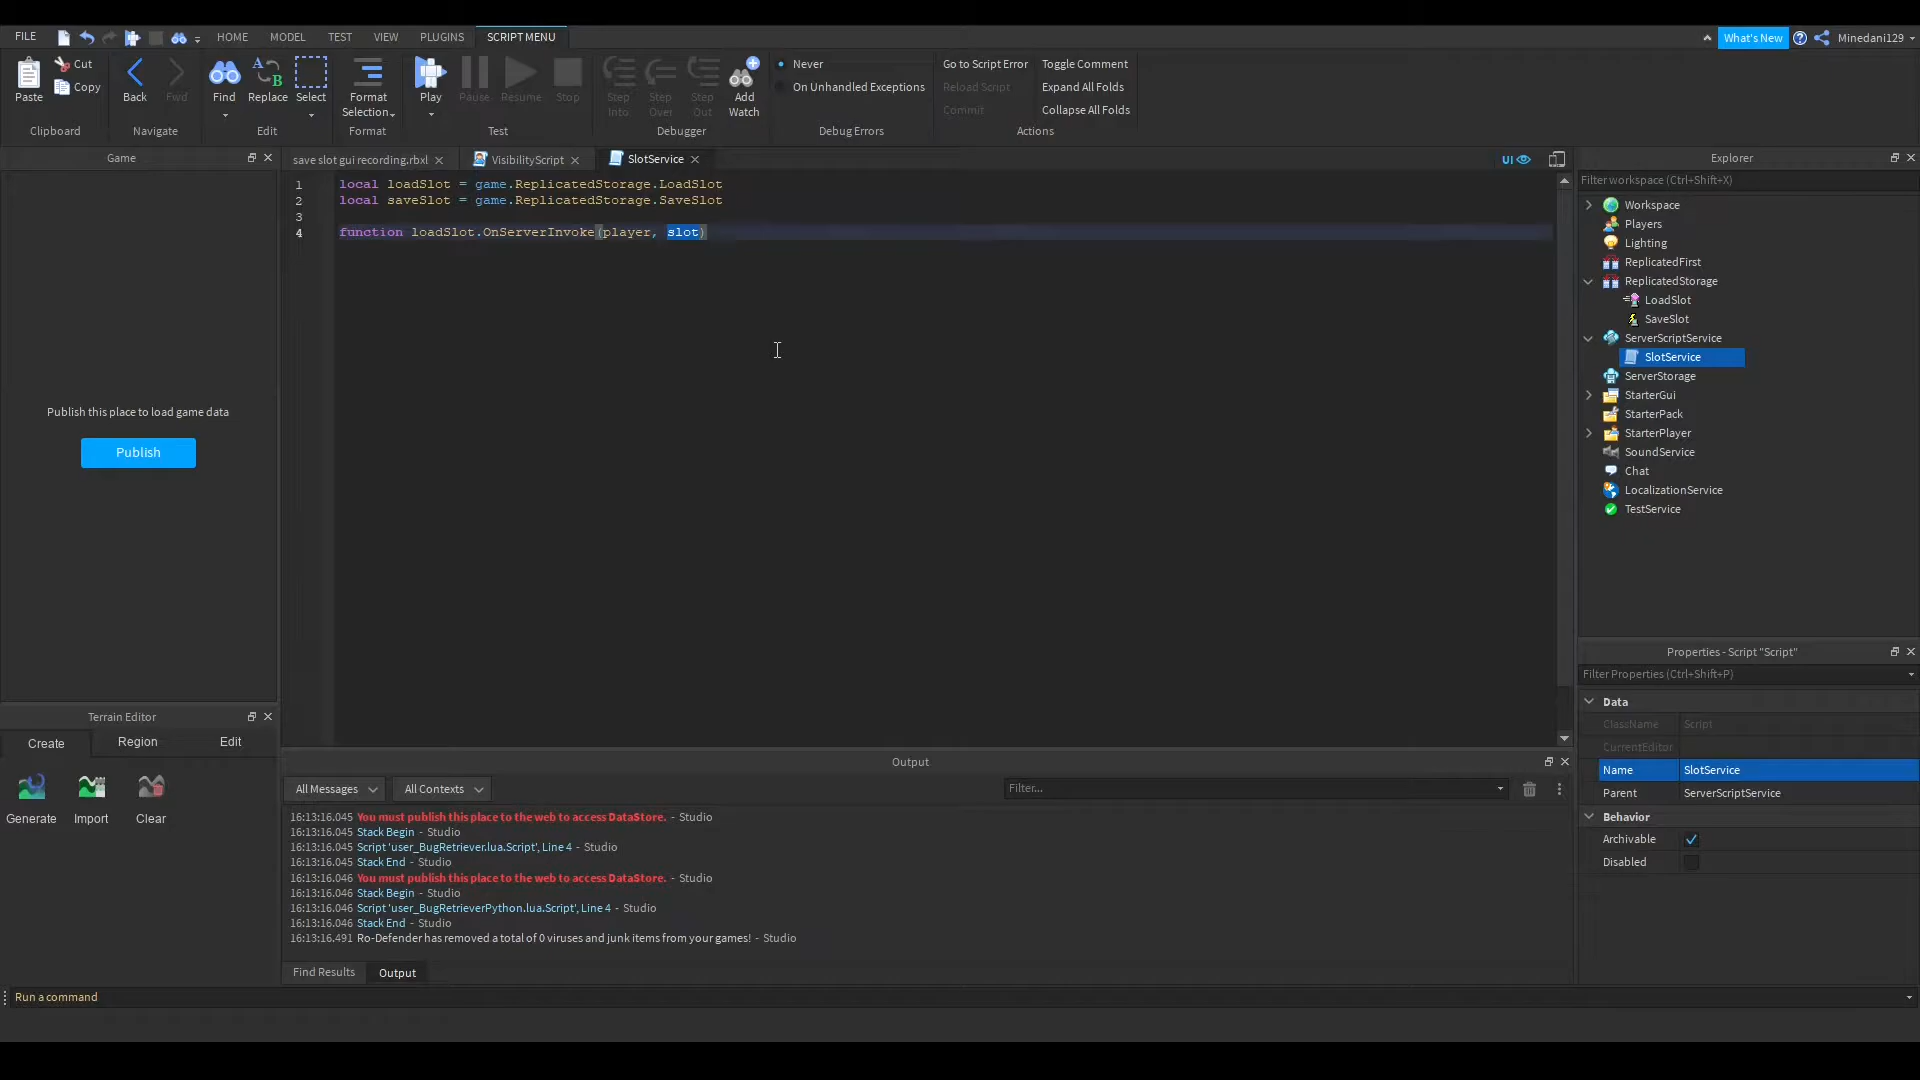 FILE HOME MODEL TEST VIEW PLUGINS SCRIPT MENU What's New Minedani129
Paste Cut Copy Back Fwd Find Replace Select Format Selection Play Pause Resume Stop Step Into Step Over Step Out Add Watch
Never Go to Script Error Toggle Comment
On Unhandled Exceptions Reload Script Expand All Folds
Commit Collapse All Folds
Clipboard Navigate Edit Format Test Debugger Debug Errors Actions
Game
Publish this place to load game data
Publish
Terrain Editor
Create Region Edit
Generate Import Clear
save slot gui recording.rbxl VisibilityScript SlotService UI
1 local loadSlot = game.ReplicatedStorage.LoadSlot
2 local saveSlot = game.ReplicatedStorage.SaveSlot
3
4 function loadSlot.OnServerInvoke(player, slot)
Output
All Messages All Contexts Filter...
16:13:16.045 You must publish this place to the web to access DataStore. - Studio
16:13:16.045 Stack Begin - Studio
16:13:16.045 Script 'user_BugRetriever.lua.Script', Line 4 - Studio
16:13:16.045 Stack End - Studio
16:13:16.046 You must publish this place to the web to access DataStore. - Studio
16:13:16.046 Stack Begin - Studio
16:13:16.046 Script 'user_BugRetrieverPython.lua.Script', Line 4 - Studio
16:13:16.046 Stack End - Studio
16:13:16.491 Ro-Defender has removed a total of 0 viruses and junk items from your games! - Studio
Find Results Output
Run a command
Explorer
Filter workspace (Ctrl+Shift+X)
Workspace
Players
Lighting
ReplicatedFirst
ReplicatedStorage
LoadSlot
SaveSlot
ServerScriptService
SlotService
ServerStorage
StarterGui
StarterPack
StarterPlayer
SoundService
Chat
LocalizationService
TestService
Properties - Script "Script"
Filter Properties (Ctrl+Shift+P)
Data
ClassName Script
CurrentEditor
Name SlotService
Parent ServerScriptService
Behavior
Archivable
Disabled